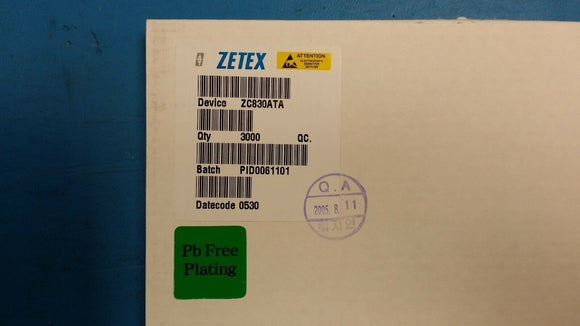 ZETEX
ATTENTION
Device ZC830ATA
Qty 3000 QC.
Batch PID0061101
Datecode 0530
Q.A
2005. 8. 11
Pb Free
Plating